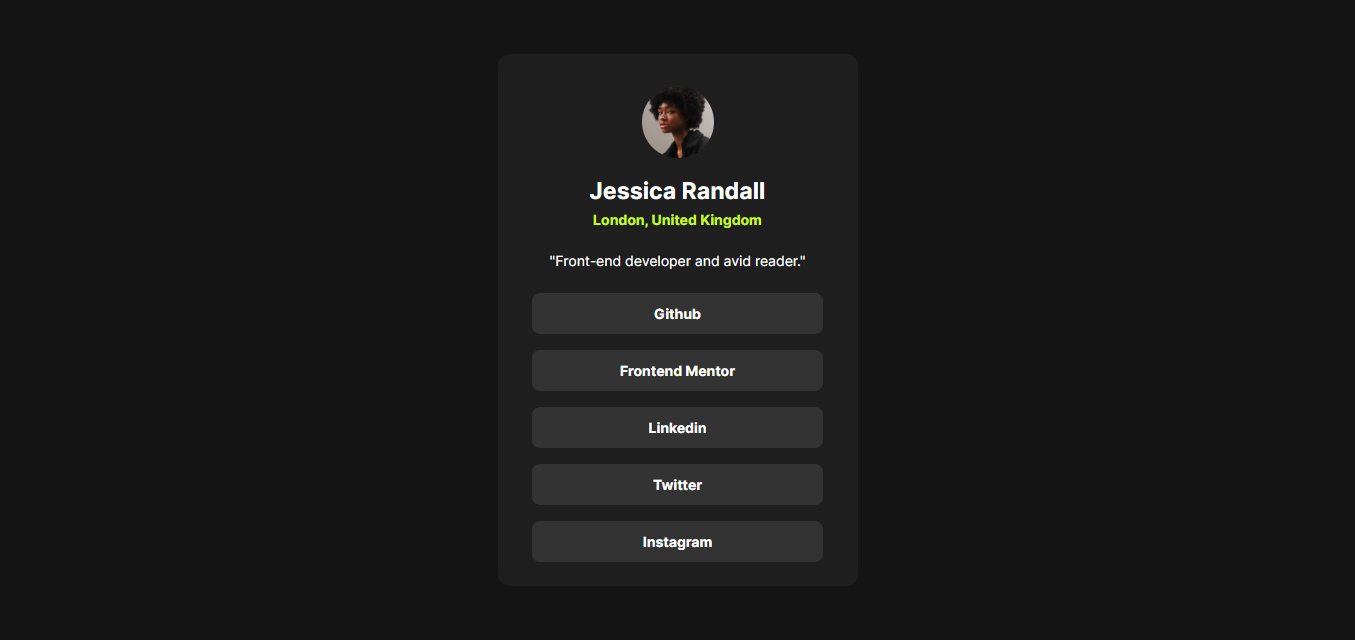 Jessica Randall
London, United Kingdom
"Front-end developer and avid reader."
Github
Frontend Mentor
Linkedin
Twitter
Instagram